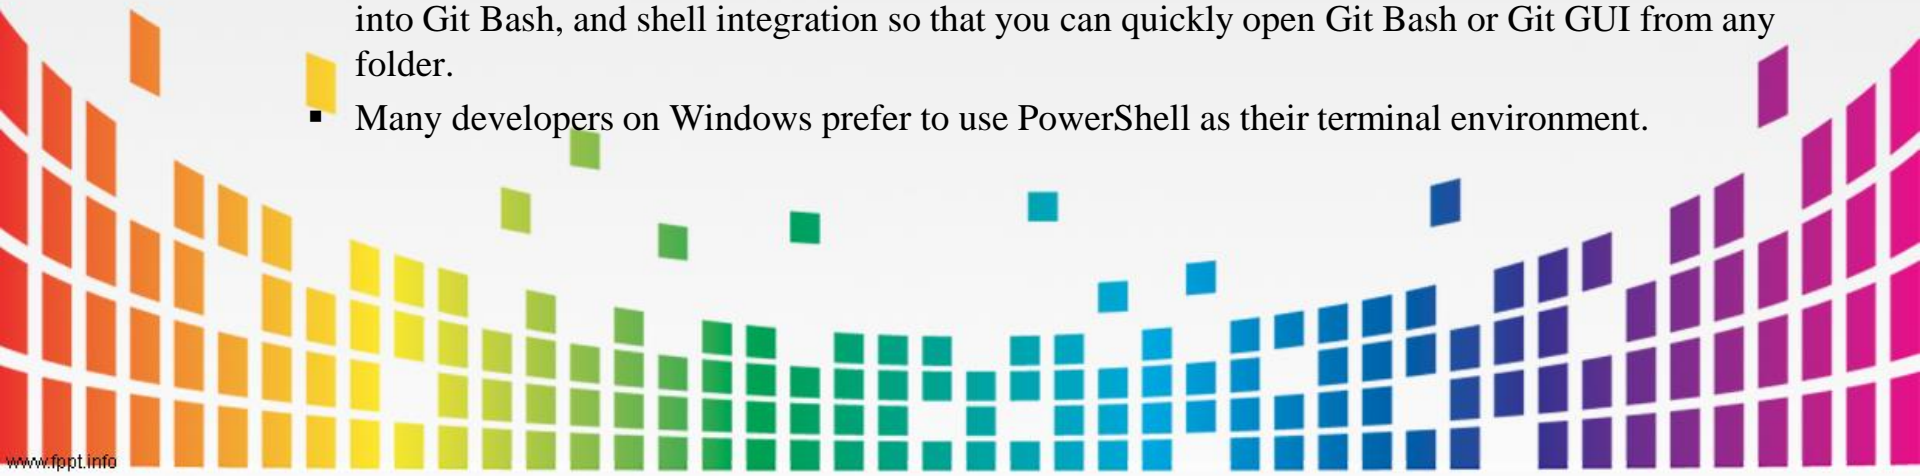 into Git Bash, and shell integration so that you can quickly open Git Bash or Git GUI from any
folder.
▪ Many developers on Windows prefer to use PowerShell as their terminal environment.
www.fppt.info